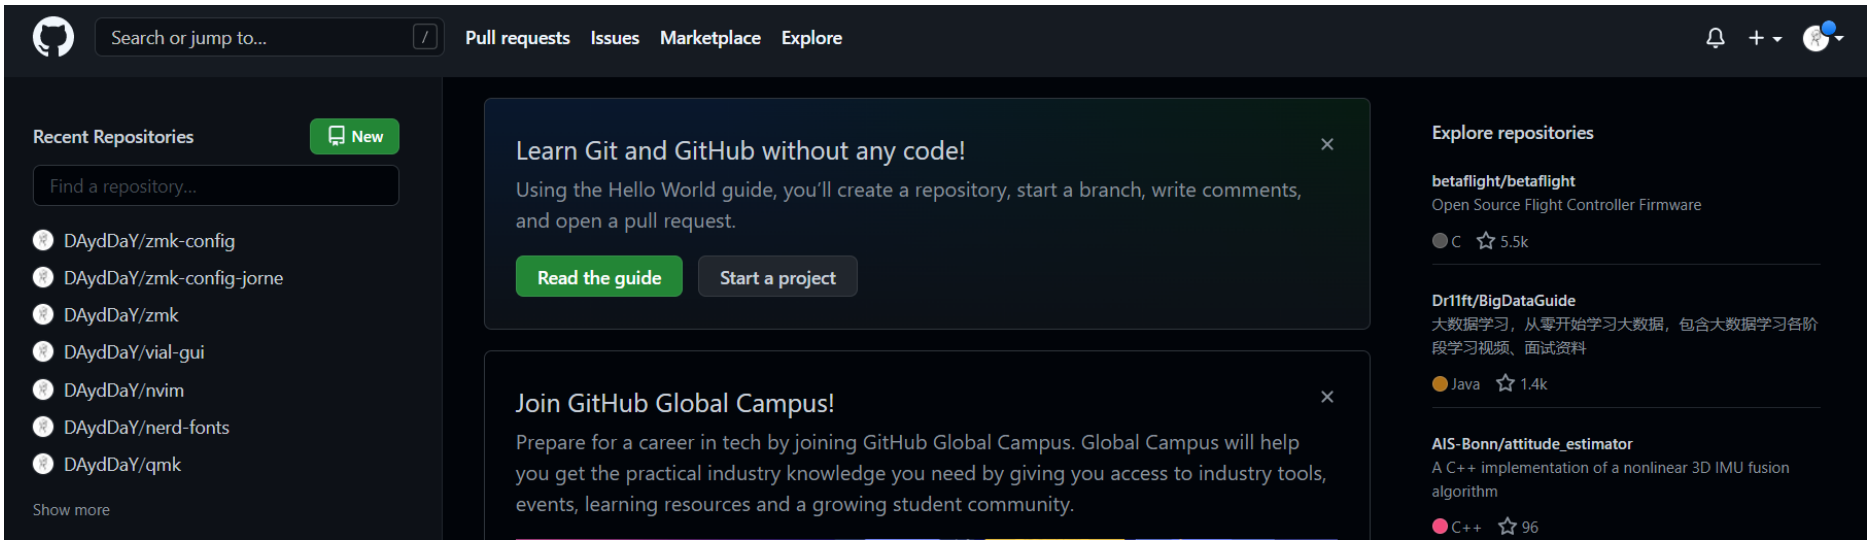 Search or jump to... /
Pull requests Issues Marketplace Explore
Recent Repositories
New
Find a repository...
DAydDaY/zmk-config
DAydDaY/zmk-config-jorne
DAydDaY/zmk
DAydDaY/vial-gui
DAydDaY/nvim
DAydDaY/nerd-fonts
DAydDaY/qmk
Show more
Learn Git and GitHub without any code!
Using the Hello World guide, you’ll create a repository, start a branch, write comments,
and open a pull request.
Read the guide
Start a project
Join GitHub Global Campus!
Prepare for a career in tech by joining GitHub Global Campus. Global Campus will help
you get the practical industry knowledge you need by giving you access to industry tools,
events, learning resources and a growing student community.
Explore repositories
betaflight/betaflight
Open Source Flight Controller Firmware
C 5.5k
Dr11ft/BigDataGuide
大数据学习，从零开始学习大数据，包含大数据学习各阶
段学习视频、面试资料
Java 1.4k
AIS-Bonn/attitude_estimator
A C++ implementation of a nonlinear 3D IMU fusion
algorithm
C++ 96